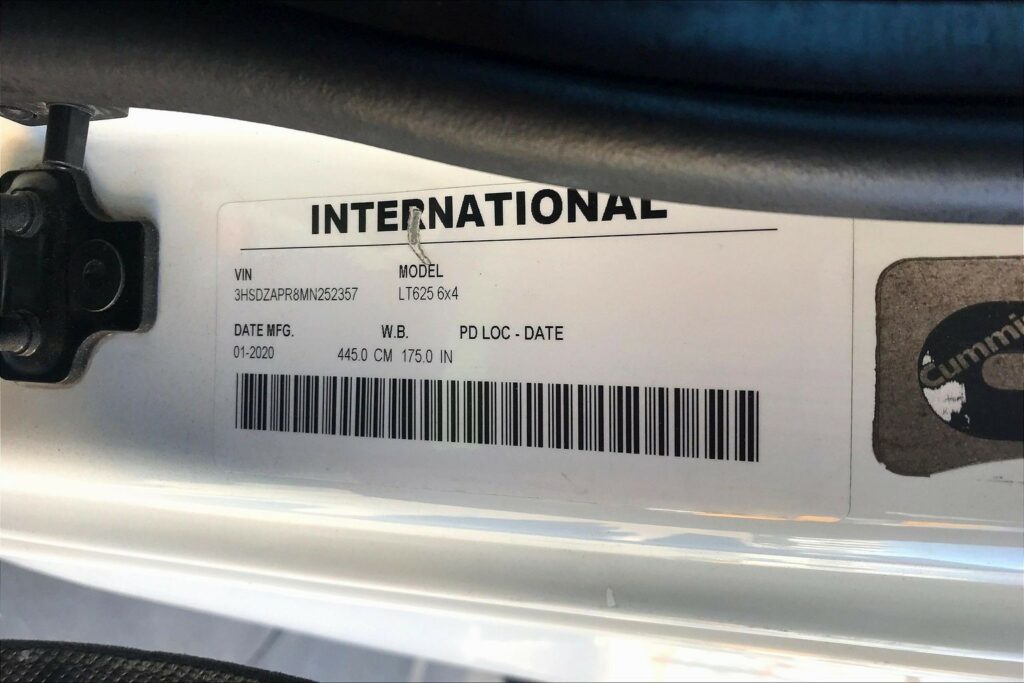 INTERNATIONAL
VIN MODEL
3HSDZAPR8MN252357 LT625 6x4
DATE MFG. W.B. PD LOC - DATE
01-2020 445.0 CM 175.0 IN